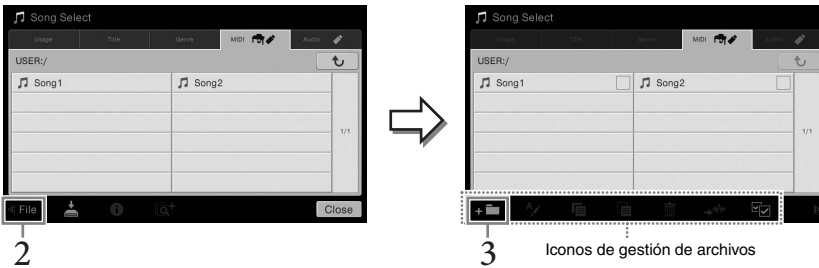 Song Select
Usage Title Genre MIDI Audio
USER:/
Song1 Song2
1/1
File Close
2
Song Select
Usage Title Genre MIDI Audio
USER:/
Song1 Song2
1/1
3
Iconos de gestión de archivos